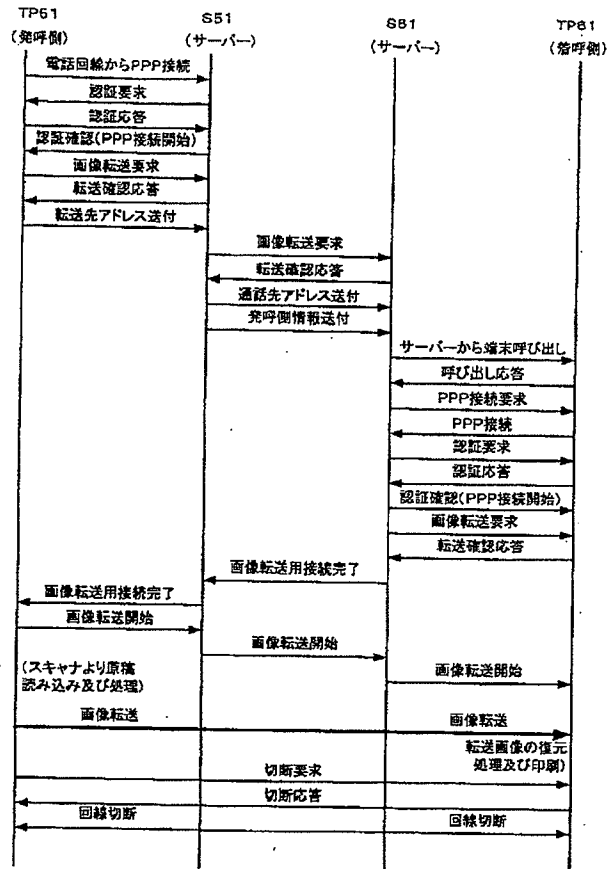 TP51
(発呼側)
S51
(サーバー)
S61
(サーバー)
TP61
(着呼側)
電話回線からPPP接続
認証要求
認証応答
認証確認(PPP接続開始)
画像転送要求
転送確認応答
転送先アドレス送付
画像転送要求
転送確認応答
通話先アドレス送付
発呼側情報送付
サーバーから端末呼び出し
呼び出し応答
PPP接続要求
PPP接続
認証要求
認証応答
認証確認(PPP接続開始)
画像転送要求
転送確認応答
画像転送用接続完了
画像転送用接続完了
画像転送開始
画像転送開始
画像転送開始
(スキャナより原稿
読み込み及び処理)
画像転送
画像転送
転送画像の復元
処理及び印刷)
切断要求
切断応答
回線切断
回線切断